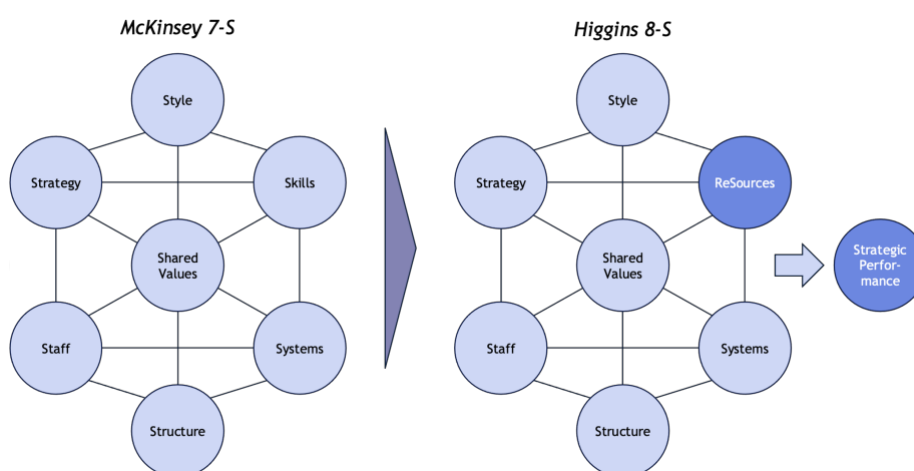 McKinsey 7-S
Style
Strategy
Skills
Shared
Values
Staff
Systems
Structure
Higgins 8-S
Style
Strategy
ReSources
Shared
Values
Strategic
Perfor-
mance
Staff
Systems
Structure